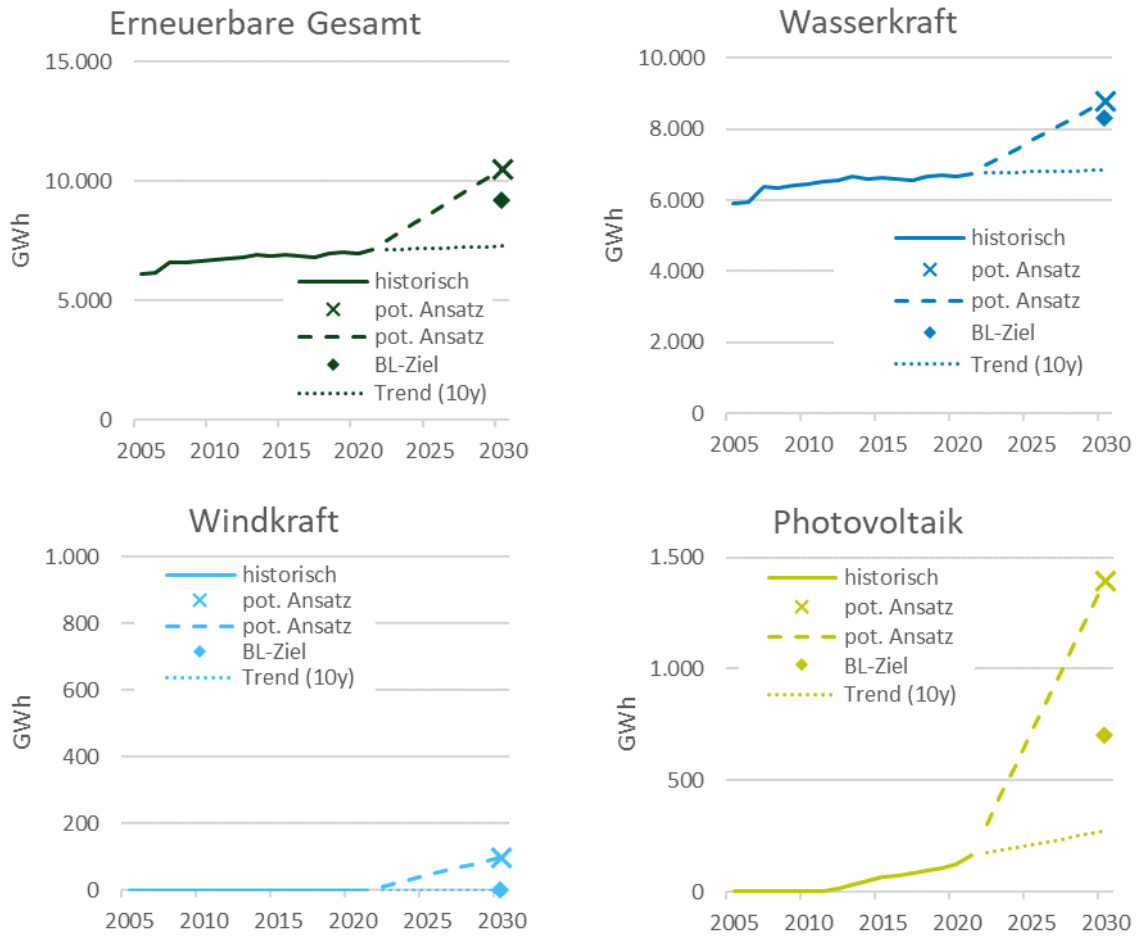 Erneuerbare Gesamt
15.000
10.000
5.000
0
GWh
historisch
pot. Ansatz
pot. Ansatz
BL-Ziel
Trend (10y)
2005 2010 2015 2020 2025 2030
Wasserkraft
10.000
8.000
6.000
4.000
2.000
0
GWh
historisch
pot. Ansatz
pot. Ansatz
BL-Ziel
Trend (10y)
2005 2010 2015 2020 2025 2030
Windkraft
1.000
800
600
400
200
0
GWh
historisch
pot. Ansatz
pot. Ansatz
BL-Ziel
Trend (10y)
2005 2010 2015 2020 2025 2030
Photovoltaik
1.500
1.000
500
0
GWh
historisch
pot. Ansatz
pot. Ansatz
BL-Ziel
Trend (10y)
2005 2010 2015 2020 2025 2030